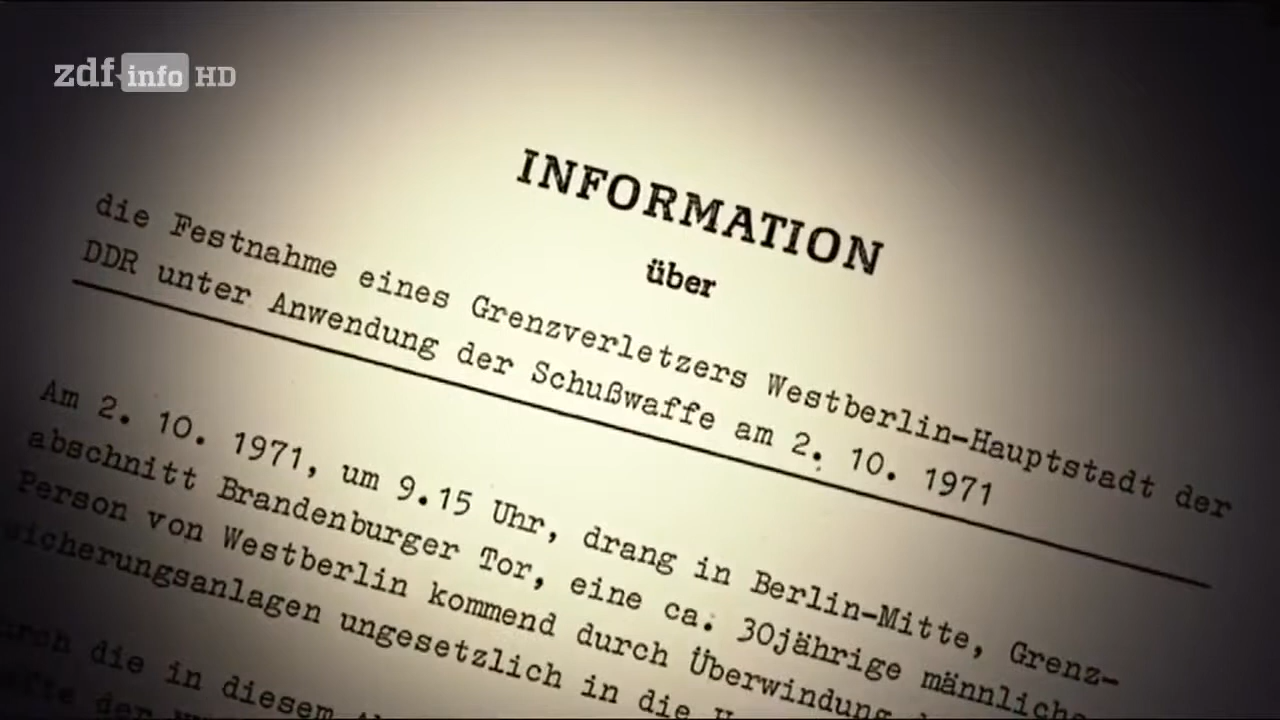 zdf info HD
INFORMATION
über
die Festnahme eines Grenzverletzers Westberlin-Hauptstadt der
DDR unter Anwendung der Schußwaffe am 2. 10. 1971
Am 2. 10. 1971, um 9.15 Uhr, drang in Berlin-Mitte, Grenz-
abschnitt Brandenburger Tor, eine ca. 30jährige männliche
Person von Westberlin kommend durch Überwindung
sicherungsanlagen ungesetzlich in die
die in diesem
der